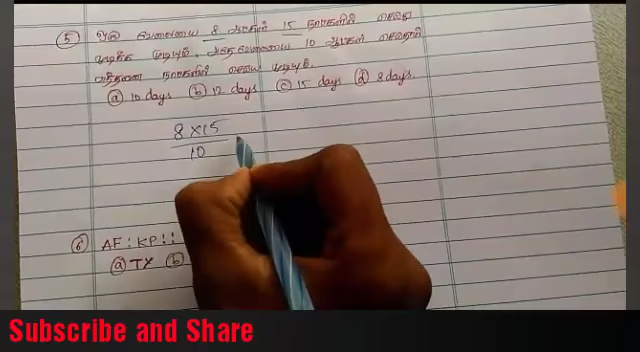 ⑤ ஒரு வேலையை 8 ஆட்கள் 15 நாட்களில் செய்து
முடிக்க முடியும். அதே வேலையை 10 ஆட்கள் செய்தால்
எத்தனை நாட்களில் செய்ய முடியும்.
ⓐ 10 days ⓑ 12 days ⓒ 15 days ⓓ 8 days.
8 × 15
10
⑥ AF : KP : :
ⓐ TY ⓑ
Subscribe and Share